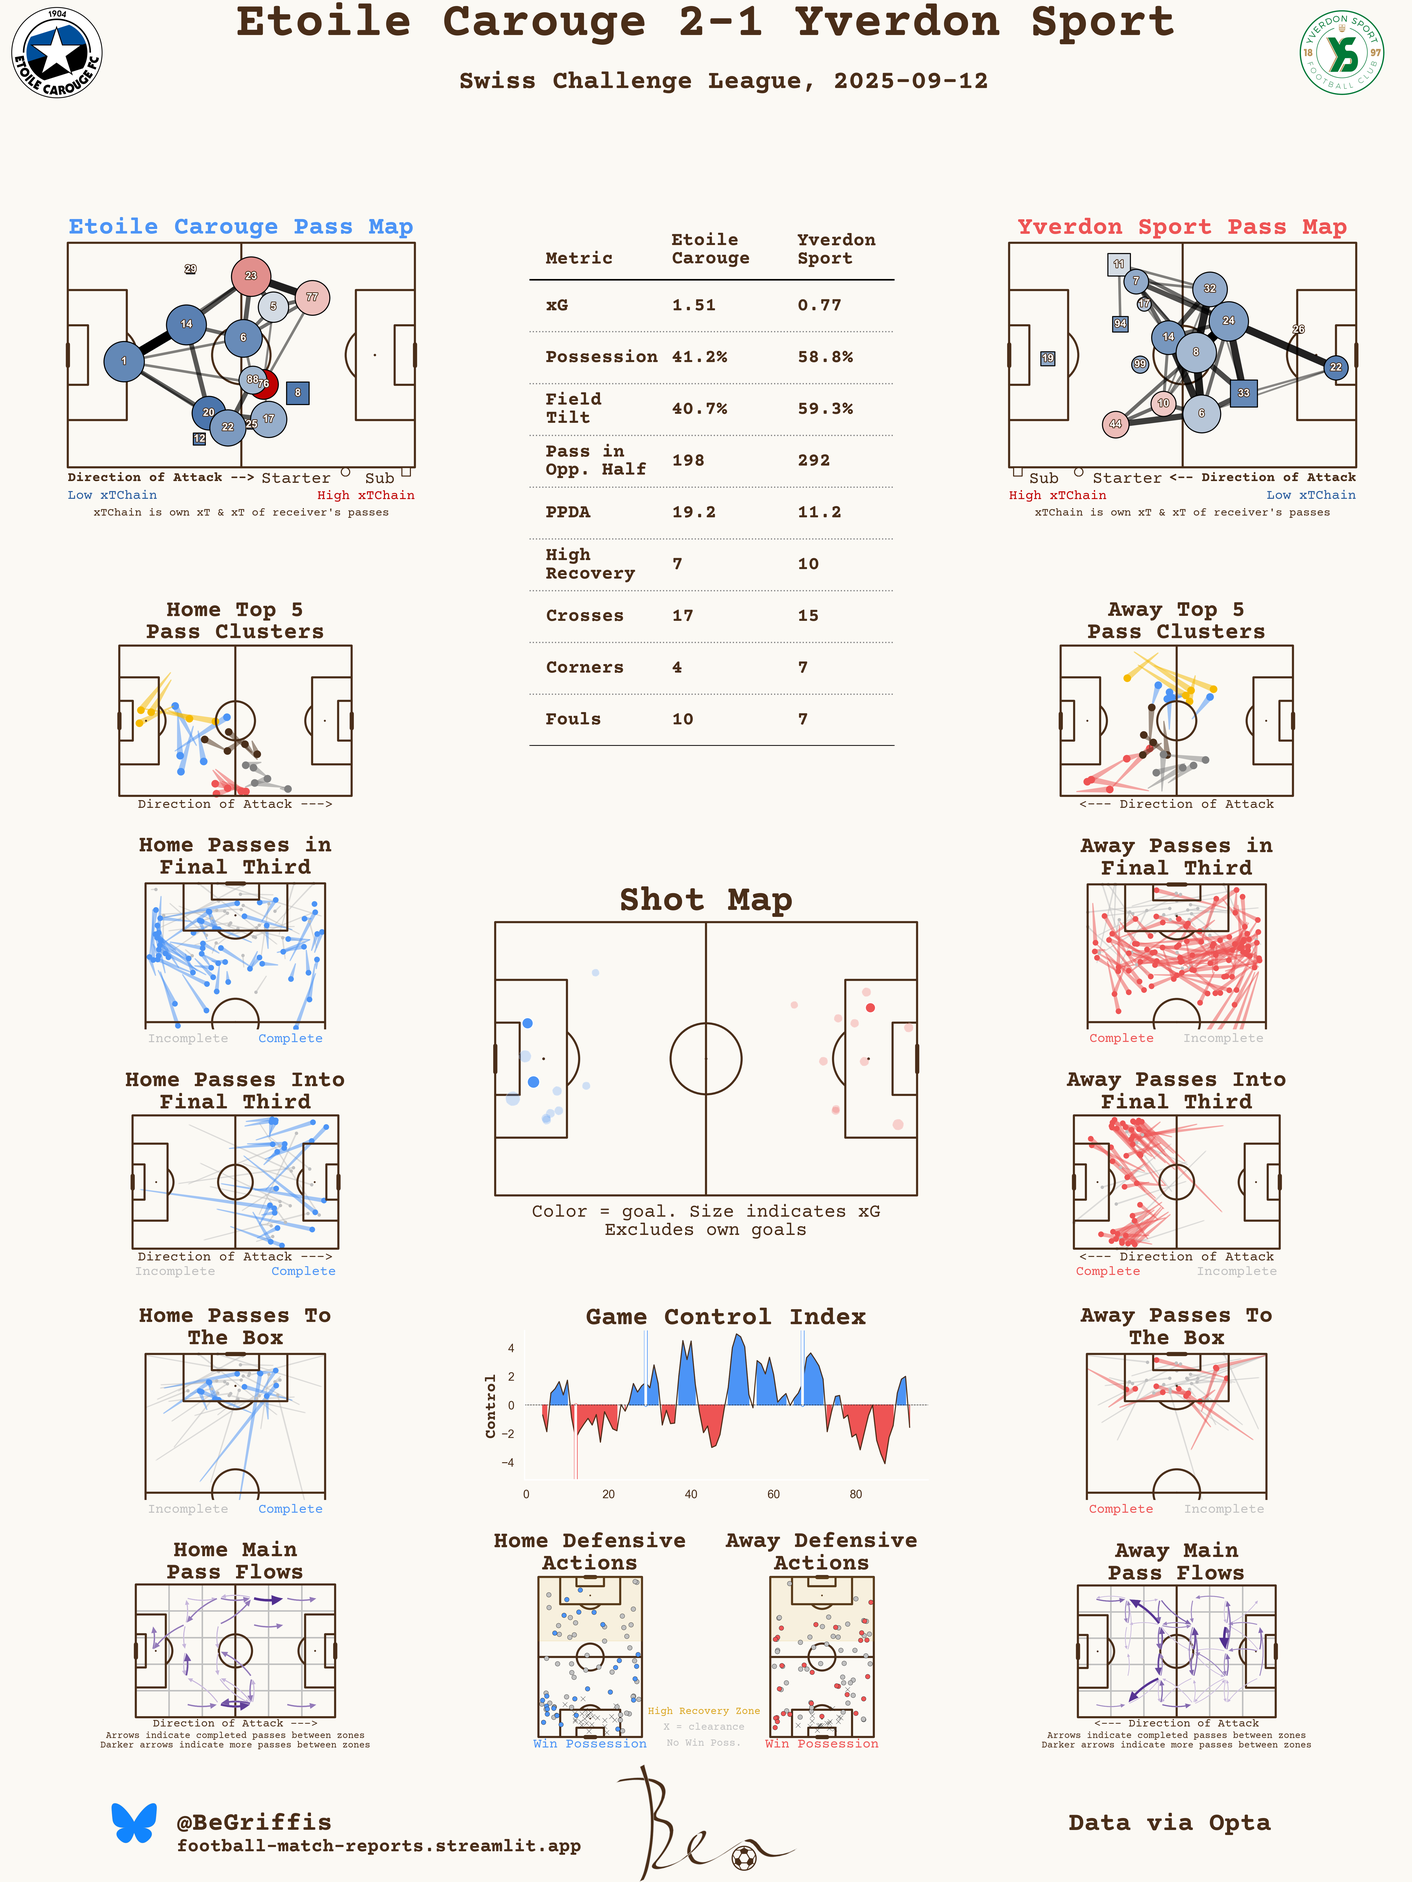 Etoile Carouge 2-1 Yverdon Sport
Swiss Challenge League, 2025-09-12
1904
ETOILE CAROUGE FC
YVERDON SPORT
18 97
FOOTBALL CLUB
Etoile Carouge Pass Map
29
23
77
5
14
6
1
88
76
8
20
22
25
17
12
Direction of Attack --> Starter Sub
Low xTChain High xTChain
xTChain is own xT & xT of receiver's passes
Metric Etoile Carouge Yverdon Sport
xG 1.51 0.77
Possession 41.2% 58.8%
Field Tilt 40.7% 59.3%
Pass in Opp. Half 198 292
PPDA 19.2 11.2
High Recovery 7 10
Crosses 17 15
Corners 4 7
Fouls 10 7
Yverdon Sport Pass Map
11
7
32
17
94
24
26
14
8
19
99
22
33
10
6
44
Sub Starter <-- Direction of Attack
High xTChain Low xTChain
xTChain is own xT & xT of receiver's passes
Home Top 5
Pass Clusters
Direction of Attack --->
Away Top 5
Pass Clusters
<--- Direction of Attack
Home Passes in
Final Third
Incomplete Complete
Away Passes in
Final Third
Complete Incomplete
Shot Map
Color = goal. Size indicates xG
Excludes own goals
Home Passes Into
Final Third
Direction of Attack --->
Incomplete Complete
Away Passes Into
Final Third
<--- Direction of Attack
Complete Incomplete
Home Passes To
The Box
Incomplete Complete
Game Control Index
Control
4
2
0
−2
−4
0 20 40 60 80
Away Passes To
The Box
Complete Incomplete
Home Main
Pass Flows
Direction of Attack --->
Arrows indicate completed passes between zones
Darker arrows indicate more passes between zones
Home Defensive
Actions
Win Possession
Away Defensive
Actions
Win Possession
High Recovery Zone
X = clearance
No Win Poss.
Away Main
Pass Flows
<--- Direction of Attack
Arrows indicate completed passes between zones
Darker arrows indicate more passes between zones
@BeGriffis
football-match-reports.streamlit.app
Ben
Data via Opta